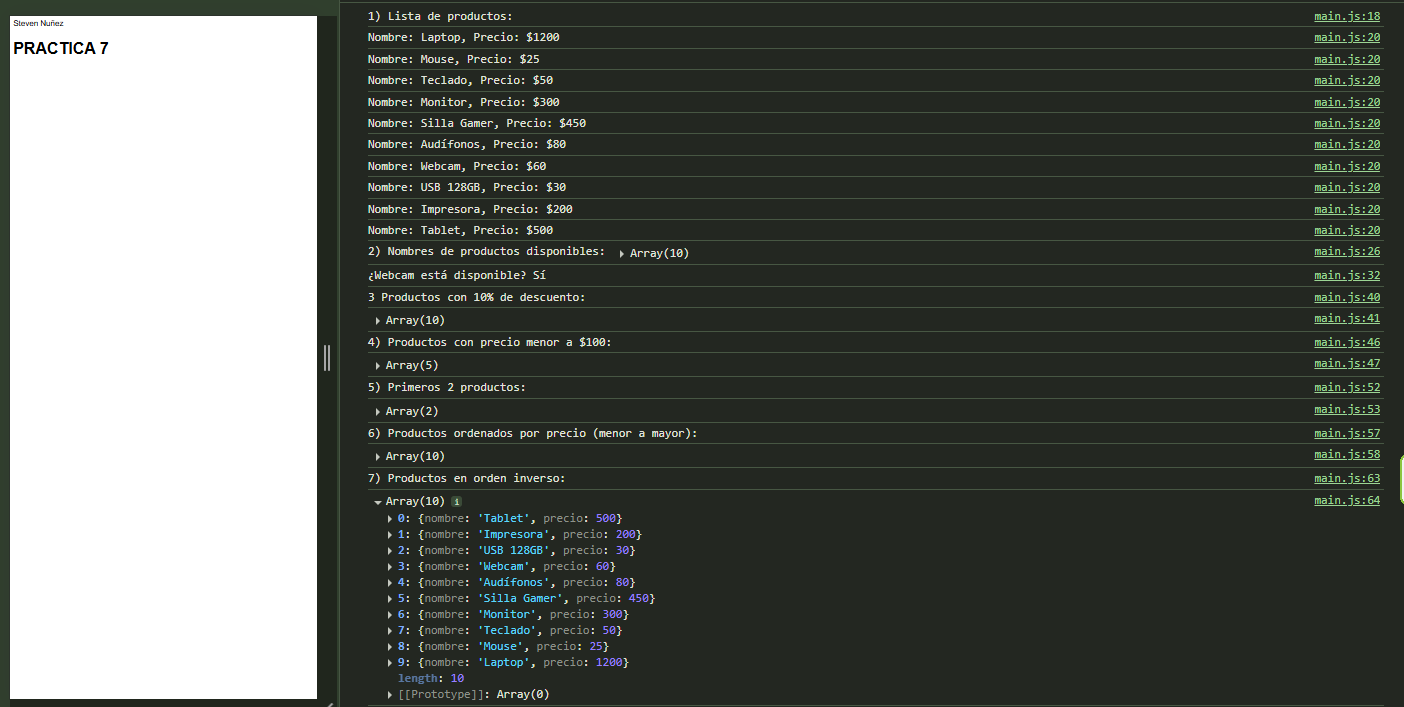 Steven Nuñez
PRACTICA 7
1) Lista de productos: main.js:18
Nombre: Laptop, Precio: $1200 main.js:20
Nombre: Mouse, Precio: $25 main.js:20
Nombre: Teclado, Precio: $50 main.js:20
Nombre: Monitor, Precio: $300 main.js:20
Nombre: Silla Gamer, Precio: $450 main.js:20
Nombre: Audífonos, Precio: $80 main.js:20
Nombre: Webcam, Precio: $60 main.js:20
Nombre: USB 128GB, Precio: $30 main.js:20
Nombre: Impresora, Precio: $200 main.js:20
Nombre: Tablet, Precio: $500 main.js:20
2) Nombres de productos disponibles: Array(10) main.js:26
¿Webcam está disponible? Sí main.js:32
3 Productos con 10% de descuento: main.js:40
Array(10) main.js:41
4) Productos con precio menor a $100: main.js:46
Array(5) main.js:47
5) Primeros 2 productos: main.js:52
Array(2) main.js:53
6) Productos ordenados por precio (menor a mayor): main.js:57
Array(10) main.js:58
7) Productos en orden inverso: main.js:63
Array(10) i main.js:64
0: {nombre: 'Tablet', precio: 500}
1: {nombre: 'Impresora', precio: 200}
2: {nombre: 'USB 128GB', precio: 30}
3: {nombre: 'Webcam', precio: 60}
4: {nombre: 'Audífonos', precio: 80}
5: {nombre: 'Silla Gamer', precio: 450}
6: {nombre: 'Monitor', precio: 300}
7: {nombre: 'Teclado', precio: 50}
8: {nombre: 'Mouse', precio: 25}
9: {nombre: 'Laptop', precio: 1200}
length: 10
[[Prototype]]: Array(0)